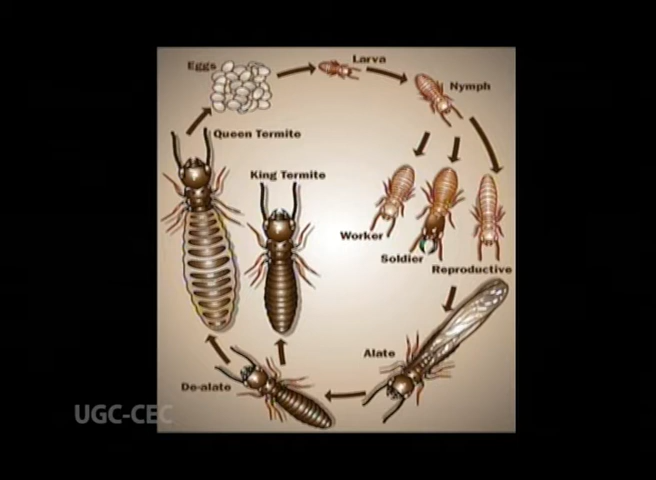 Eggs
Larva
Nymph
Queen Termite
King Termite
Worker
Soldier
Reproductive
Alate
De-alate
UGC-CEC